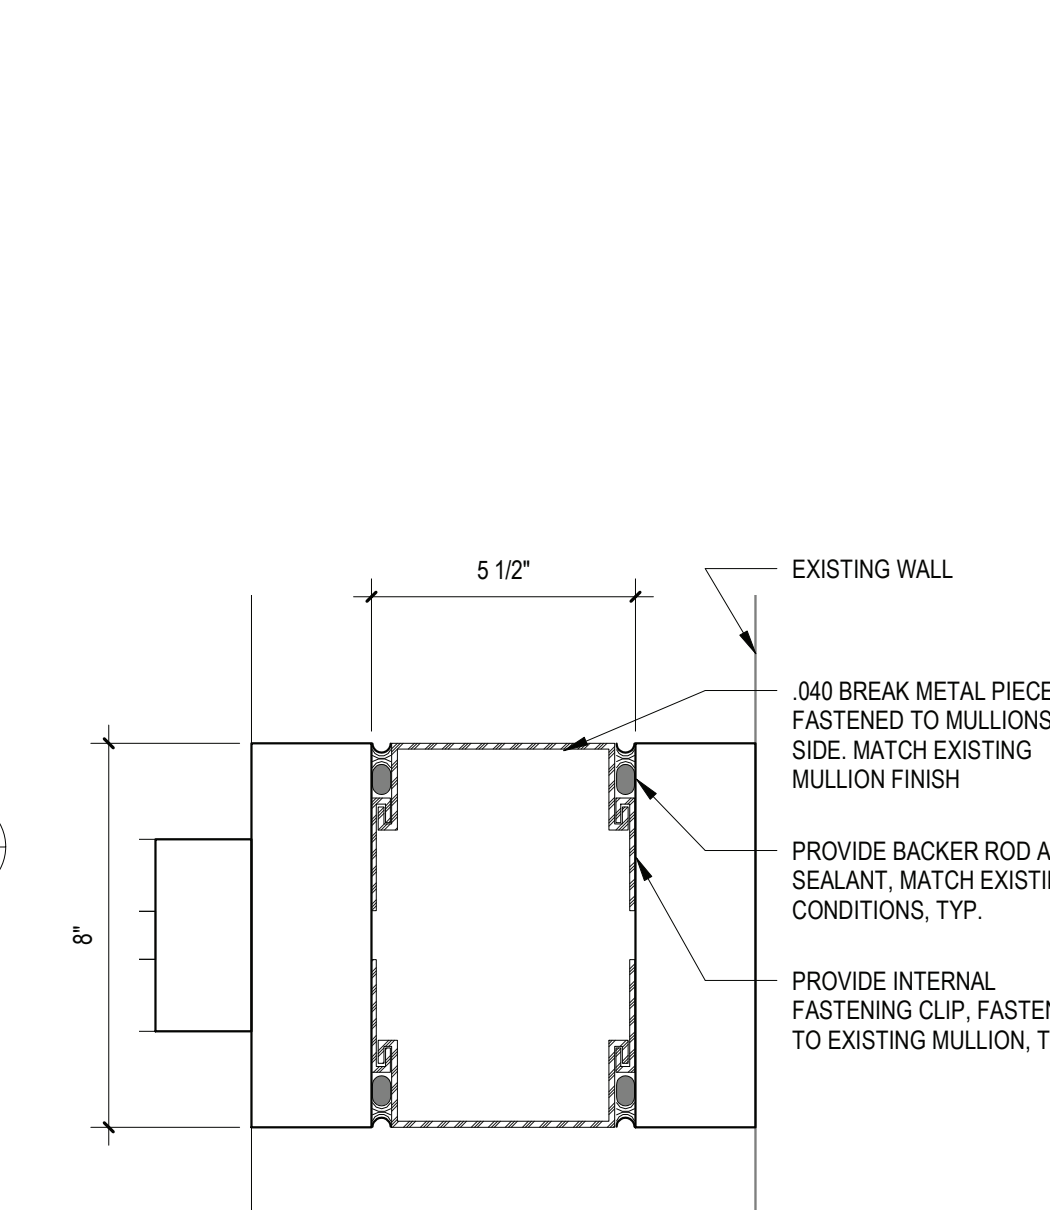 5 1/2"
EXISTING WALL
.040 BREAK METAL PIECE
FASTENED TO MULLIONS
SIDE. MATCH EXISTING
MULLION FINISH
PROVIDE BACKER ROD A
SEALANT, MATCH EXISTI
CONDITIONS, TYP.
8"
PROVIDE INTERNAL
FASTENING CLIP, FASTEN
TO EXISTING MULLION, T